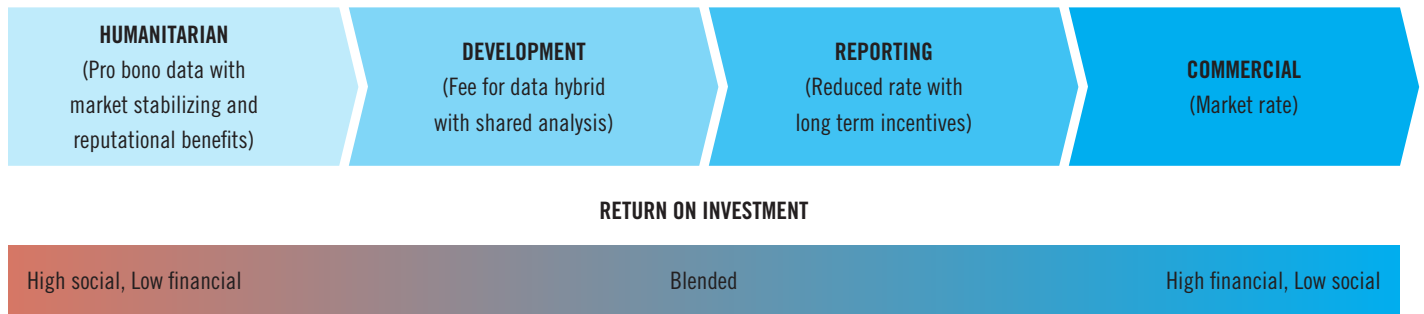 HUMANITARIAN
(Pro bono data with
market stabilizing and
reputational benefits)
DEVELOPMENT
(Fee for data hybrid
with shared analysis)
REPORTING
(Reduced rate with
long term incentives)
COMMERCIAL
(Market rate)
RETURN ON INVESTMENT
High social, Low financial
Blended
High financial, Low social